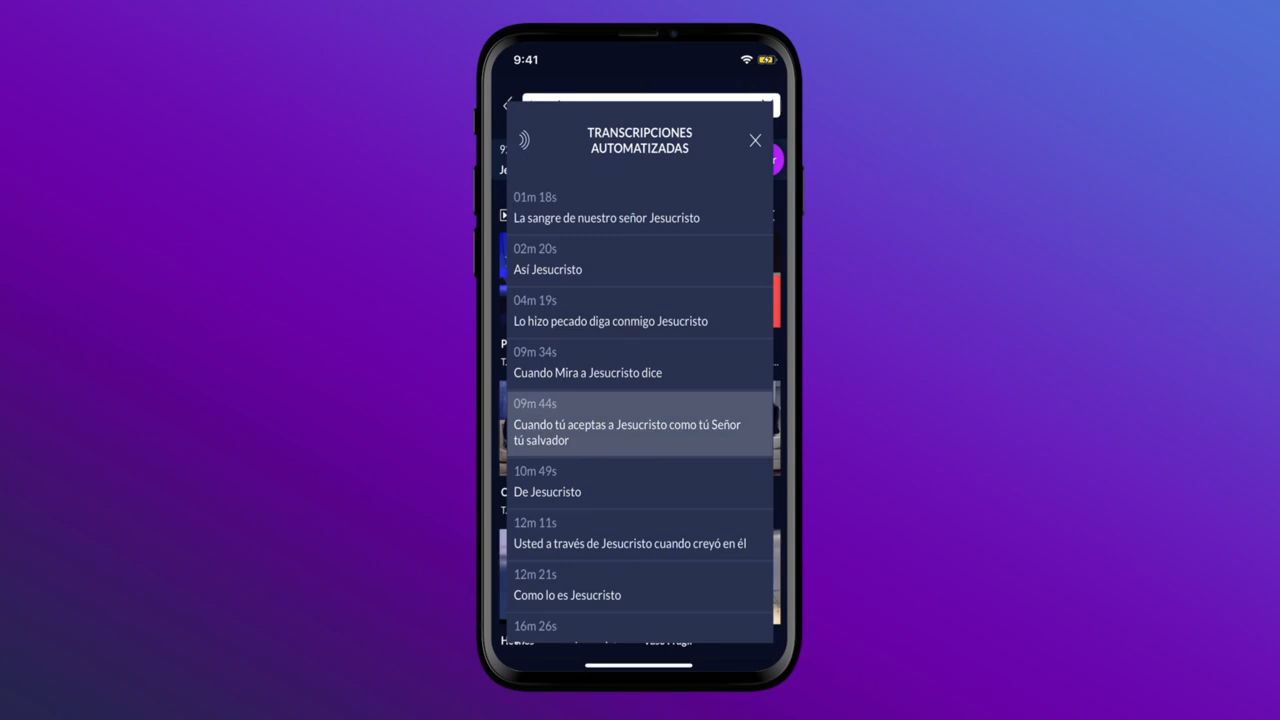 9:41
TRANSCRIPCIONES
AUTOMATIZADAS
01m 18s
La sangre de nuestro señor Jesucristo
02m 20s
Así Jesucristo
04m 19s
Lo hizo pecado diga conmigo Jesucristo
09m 34s
Cuando Mira a Jesucristo dice
09m 44s
Cuando tú aceptas a Jesucristo como tú Señor
tú salvador
10m 49s
De Jesucristo
12m 11s
Usted a través de Jesucristo cuando creyó en él
12m 21s
Como lo es Jesucristo
16m 26s